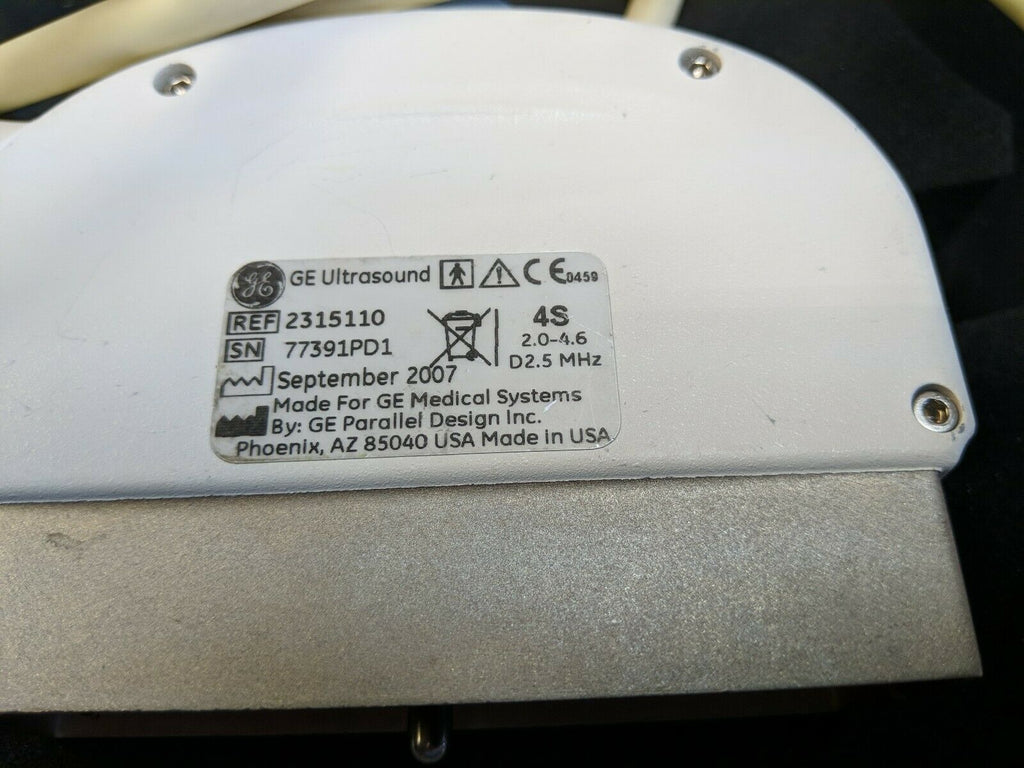 GE GE Ultrasound CE0459
REF 2315110
SN 77391PD1
4S
2.0-4.6
D2.5 MHz
September 2007
Made For GE Medical Systems
By: GE Parallel Design Inc.
Phoenix, AZ 85040 USA Made in USA